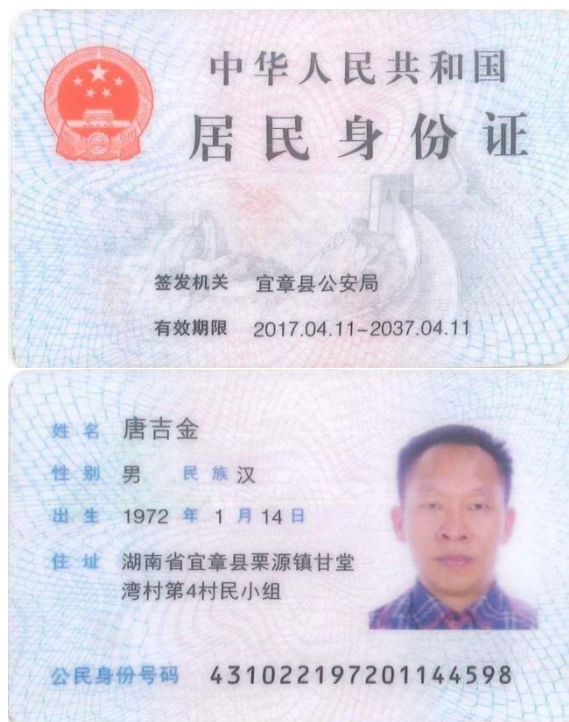 中华人民共和国
居民身份证
签发机关 宜章县公安局
有效期限 2017.04.11-2037.04.11
姓名 唐吉金
性别 男 民族 汉
出生 1972 年 1 月 14 日
住址 湖南省宜章县栗源镇甘堂
湾村第4村民小组
公民身份号码 431022197201144598